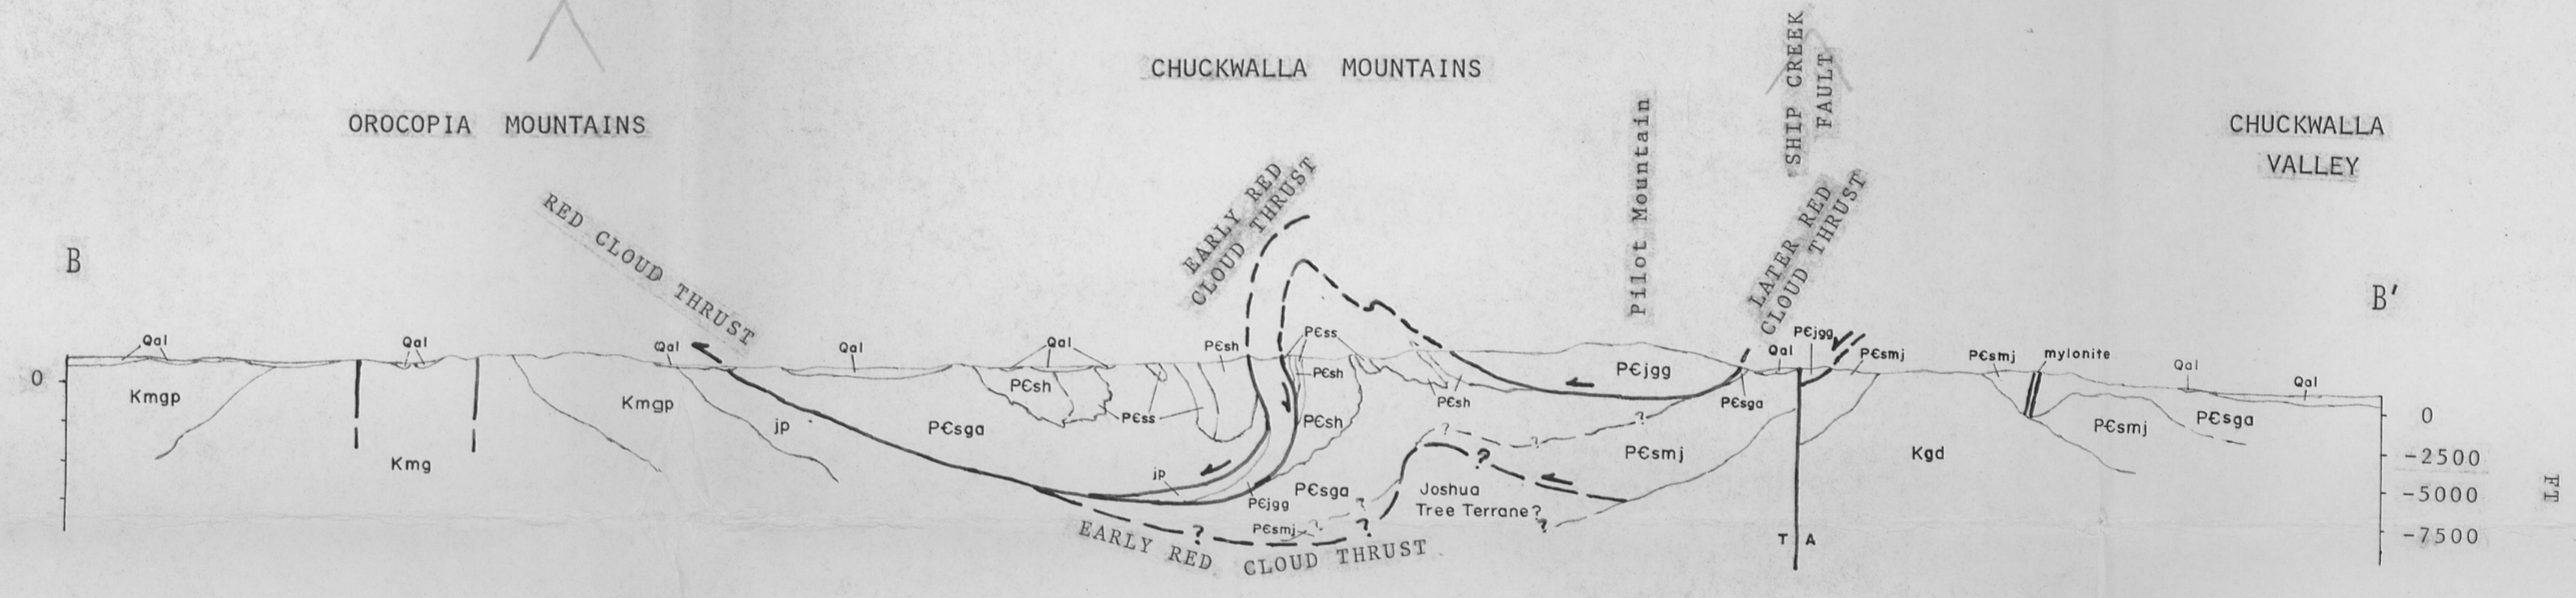 CHUCKWALLA MOUNTAINS
SHIP CREEK
FAULT
OROCOPIA MOUNTAINS
CHUCKWALLA
VALLEY
Pilot Mountain
RED CLOUD THRUST
EARLY RED
CLOUD THRUST
LATER RED
CLOUD THRUST
B
B'
Qal
Qal
Qal
Qal
Qal
PЄsh
PЄss
PЄjgg
Qal
PЄsmj
PЄsmj
mylonite
Qal
Qal
0
Kmgp
Kmgp
jp
Kmg
PЄsga
PЄsh
PЄss
PЄsh
PЄsh
PЄsh
PЄjgg
PЄsga
PЄsmj
Kgd
PЄsmj
PЄsga
0
-2500
-5000
-7500
FT
jp
PЄjgg
PЄsga
PЄsmj
?
?
?
?
?
?
?
Joshua
Tree Terrane?
?
EARLY RED CLOUD THRUST
T A